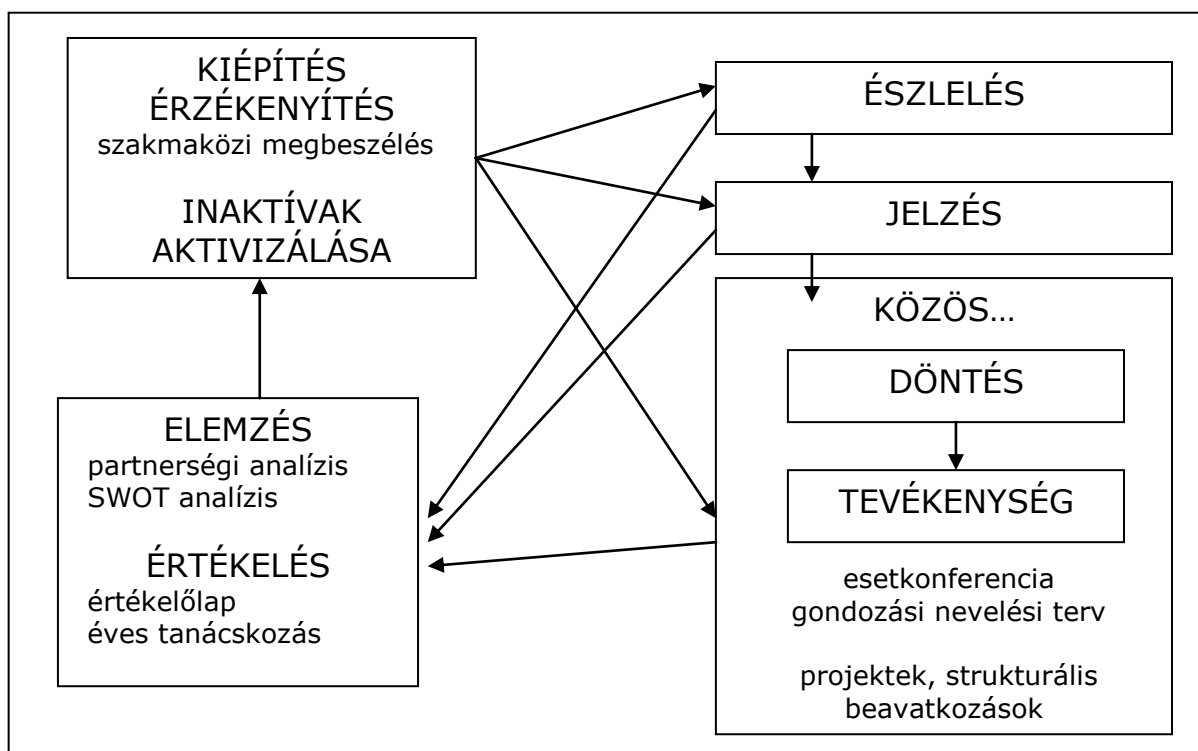 KIÉPÍTÉS
ÉRZÉKENYÍTÉS
szakmaközi megbeszélés
INAKTÍVAK
AKTIVIZÁLÁSA
ELEMZÉS
partnerségi analízis
SWOT analízis
ÉRTÉKELÉS
értékelőlap
éves tanácskozás
ÉSZLELÉS
JELZÉS
KÖZÖS…
DÖNTÉS
TEVÉKENYSÉG
esetkonferencia
gondozási nevelési terv
projektek, strukturális
beavatkozások